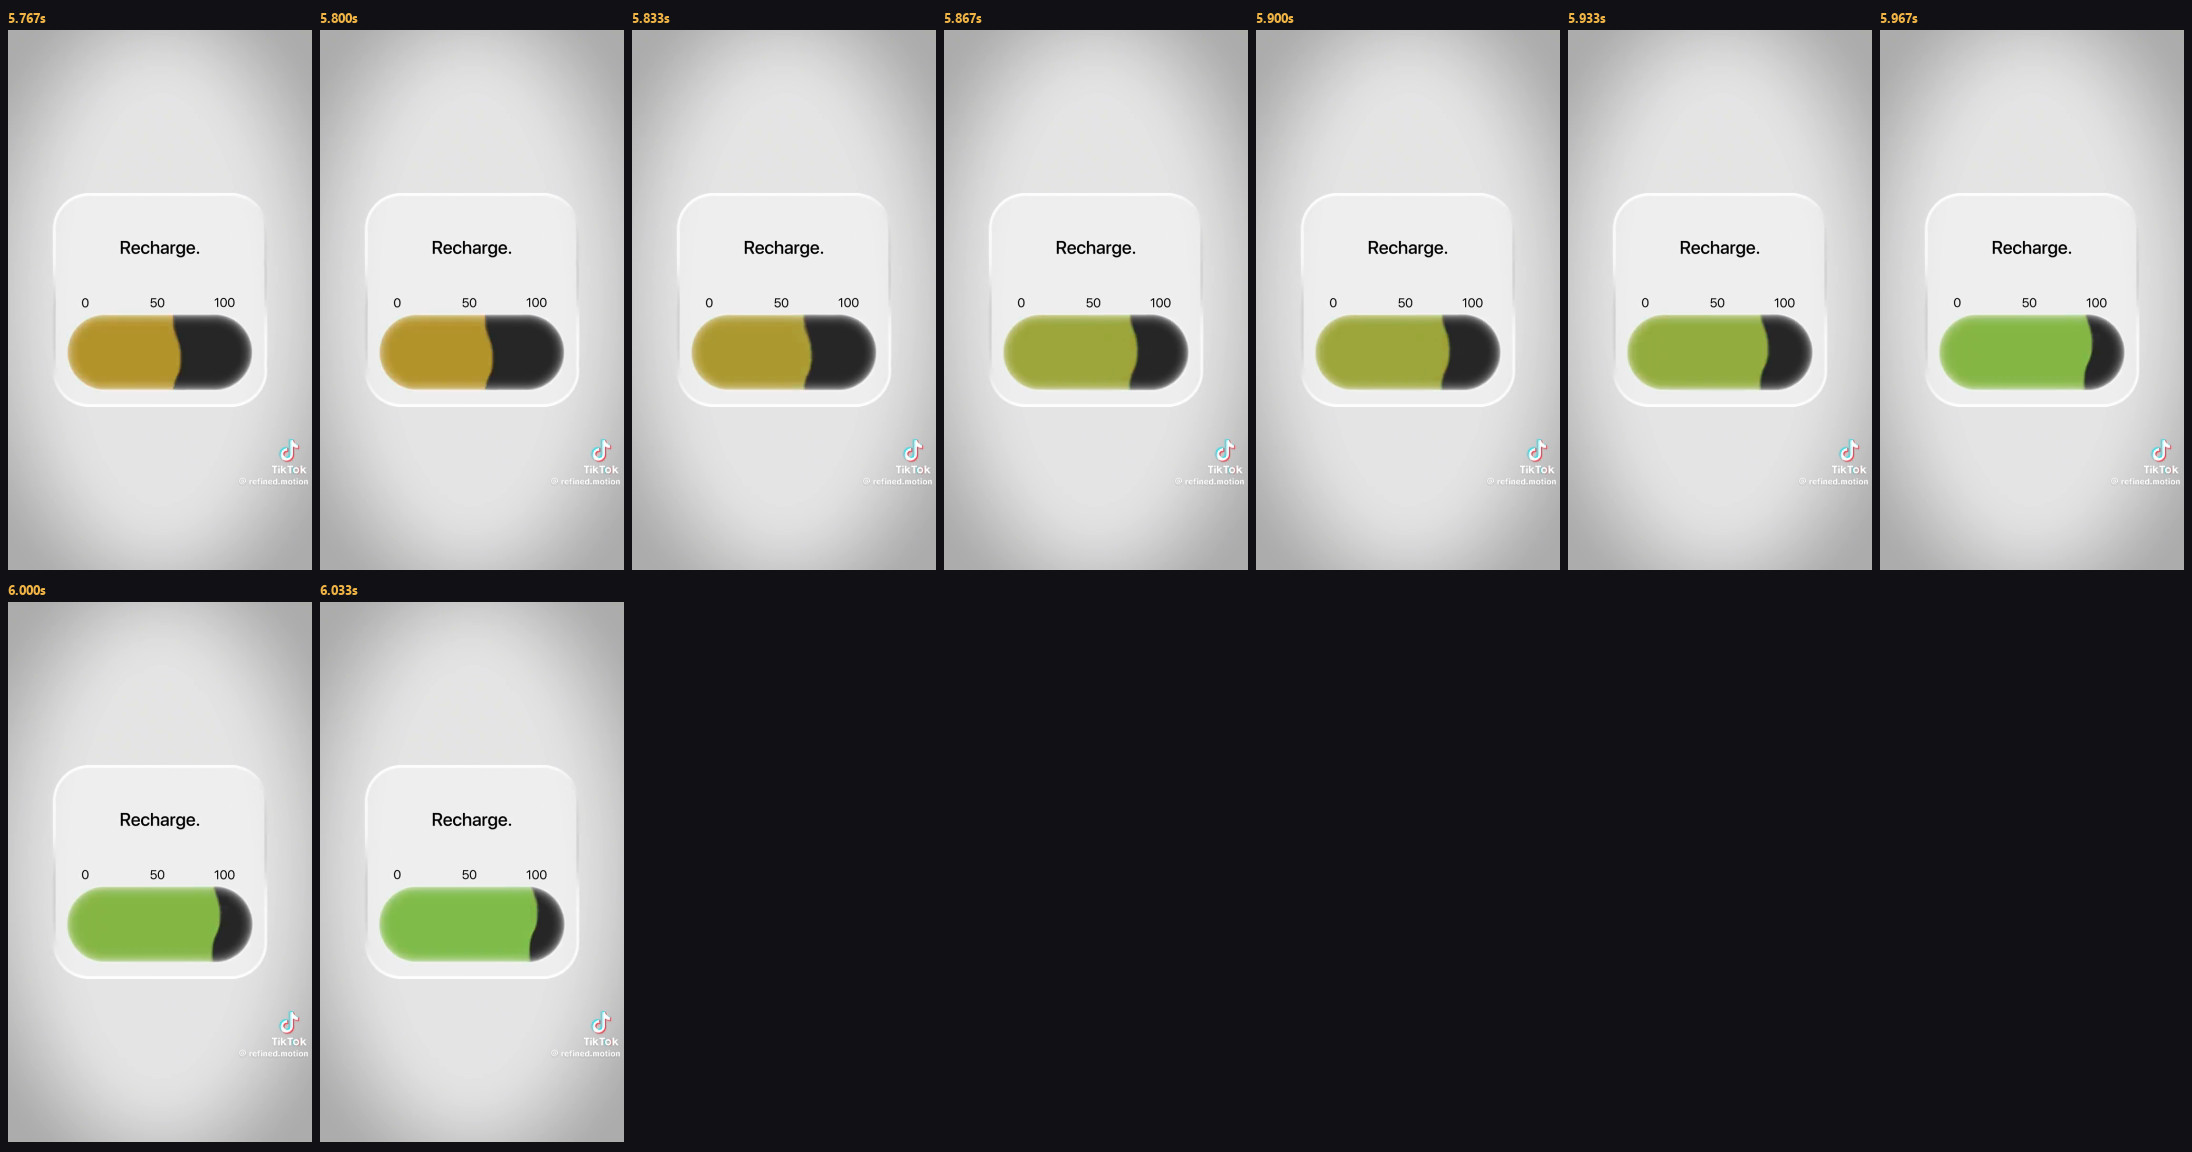 5.767s 5.800s 5.833s 5.867s 5.900s 5.933s 5.967s
Recharge. Recharge. Recharge. Recharge. Recharge. Recharge. Recharge.
0 50 100 0 50 100 0 50 100 0 50 100 0 50 100 0 50 100 0 50 100
TikTok TikTok TikTok TikTok TikTok TikTok TikTok
@ refined.motion @ refined.motion @ refined.motion @ refined.motion @ refined.motion @ refined.motion @ refined.motion
6.000s 6.033s
Recharge. Recharge.
0 50 100 0 50 100
TikTok TikTok
@ refined.motion @ refined.motion